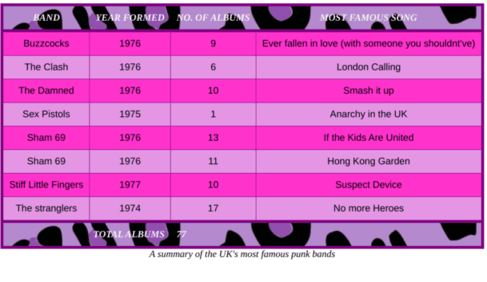 BAND YEAR FORMED NO. OF ALBUMS MOST FAMOUS SONG
Buzzcocks 1976 9 Ever fallen in love (with someone you shouldnt've)
The Clash 1976 6 London Calling
The Damned 1976 10 Smash it up
Sex Pistols 1975 1 Anarchy in the UK
Sham 69 1976 13 If the Kids Are United
Sham 69 1976 11 Hong Kong Garden
Stiff Little Fingers 1977 10 Suspect Device
The stranglers 1974 17 No more Heroes
TOTAL ALBUMS 77
A summary of the UK's most famous punk bands